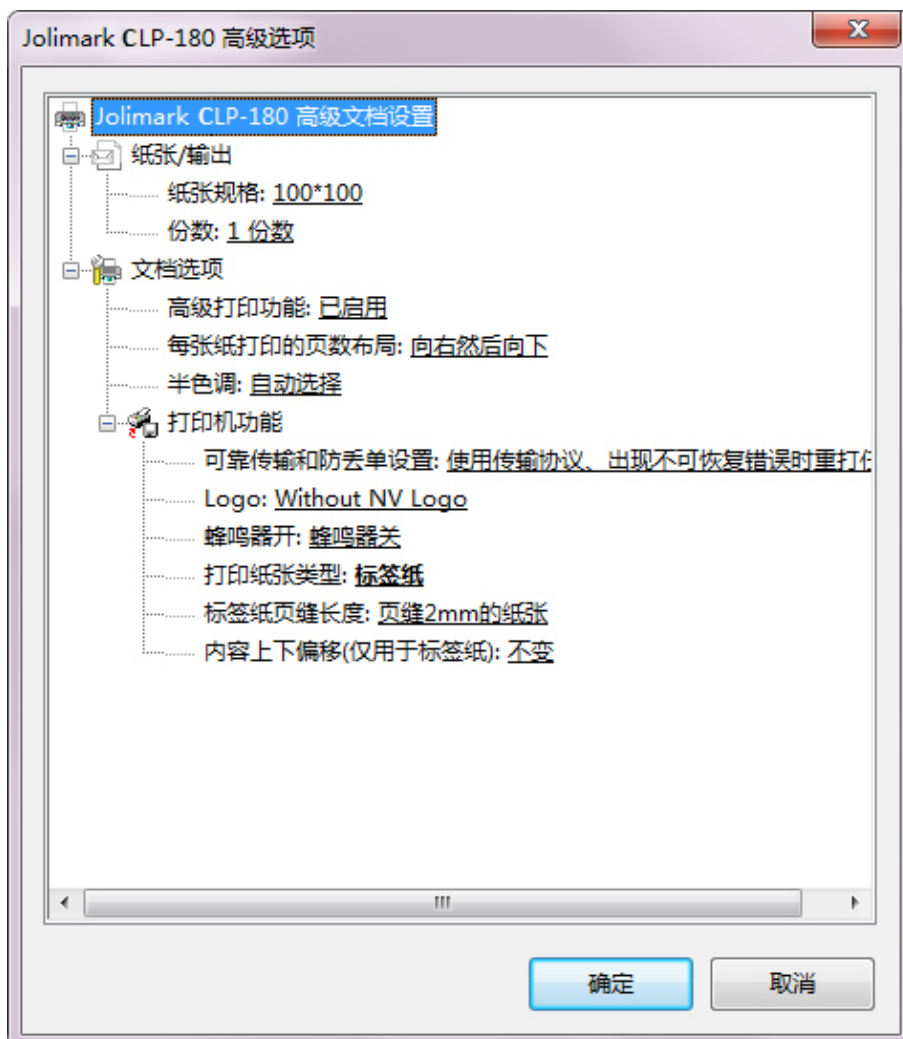 Jolimark CLP-180 高级选项
Jolimark CLP-180 高级文档设置
纸张/输出
纸张规格: 100*100
份数: 1 份数
文档选项
高级打印功能: 已启用
每张纸打印的页数布局: 向右然后向下
半色调: 自动选择
打印机功能
可靠传输和防丢单设置: 使用传输协议、出现不可恢复错误时重打
Logo: Without NV Logo
蜂鸣器开: 蜂鸣器关
打印纸张类型: 标签纸
标签纸页缝长度: 页缝2mm的纸张
内容上下偏移(仅用于标签纸): 不变
确定 取消